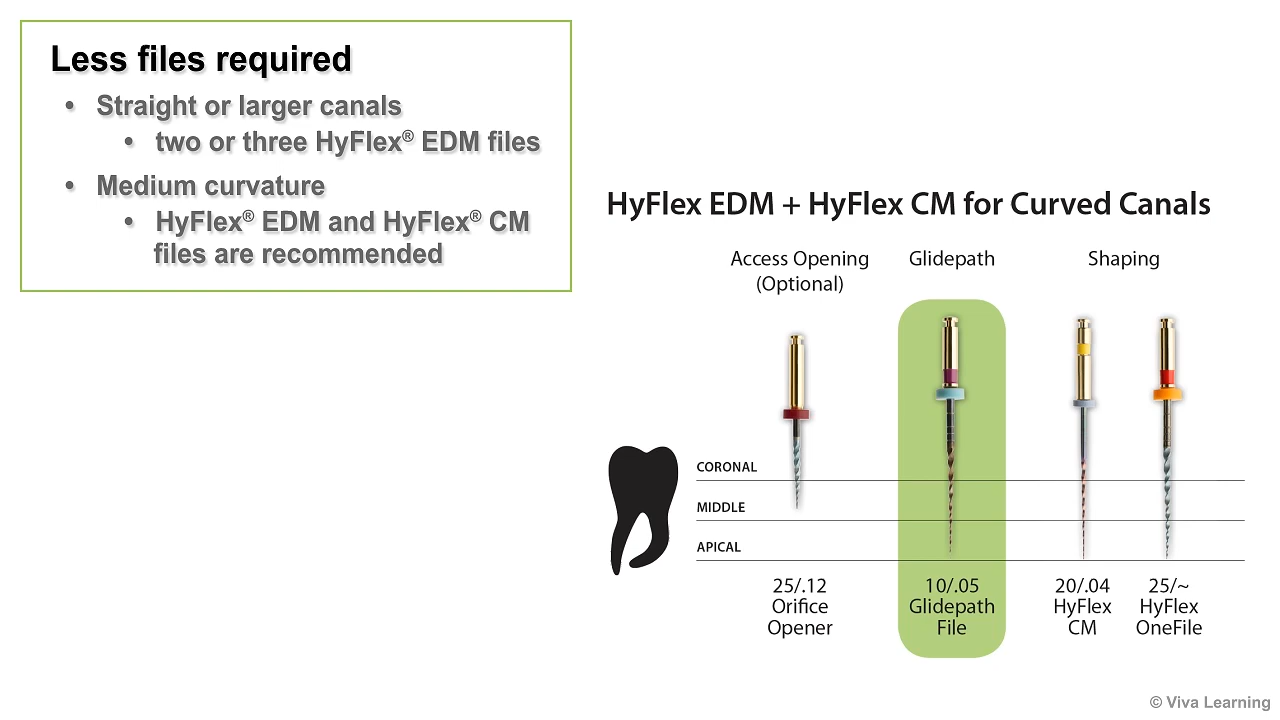 Less files required
• Straight or larger canals
• two or three HyFlex® EDM files
• Medium curvature
• HyFlex® EDM and HyFlex® CM
files are recommended
HyFlex EDM + HyFlex CM for Curved Canals
Access Opening
(Optional)
Glidepath
Shaping
CORONAL
MIDDLE
APICAL
25/.12
Orifice
Opener
10/.05
Glidepath
File
20/.04
HyFlex
CM
25/~
HyFlex
OneFile
© Viva Learning